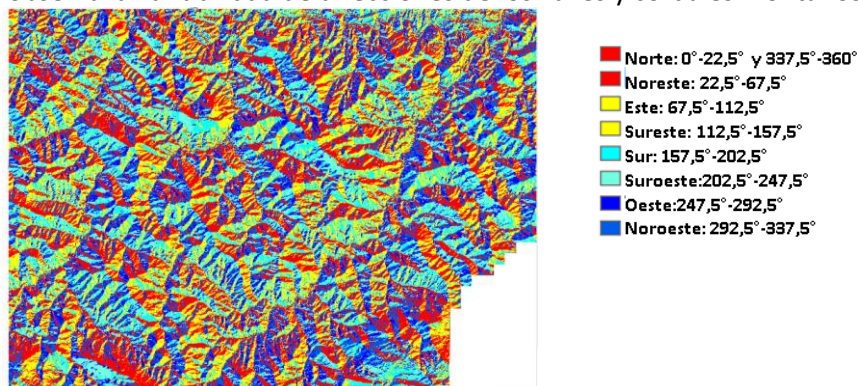 Norte: 0°-22,5° y 337,5°-360°
Noreste: 22,5°-67,5°
Este: 67,5°-112,5°
Sureste: 112,5°-157,5°
Sur: 157,5°-202,5°
Suroeste:202,5°-247,5°
Oeste:247,5°-292,5°
Noroeste: 292,5°-337,5°